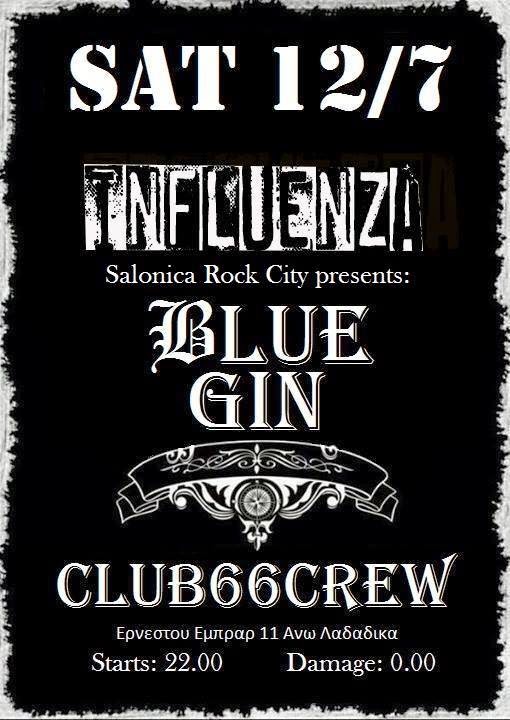 SAT 12/7
INFLUENZA
Salonica Rock City presents:
BLUE
GIN
CLUB66CREW
Ερνεστου Εμπραρ 11 Ανω Λαδαδικα
Starts: 22.00 Damage: 0.00